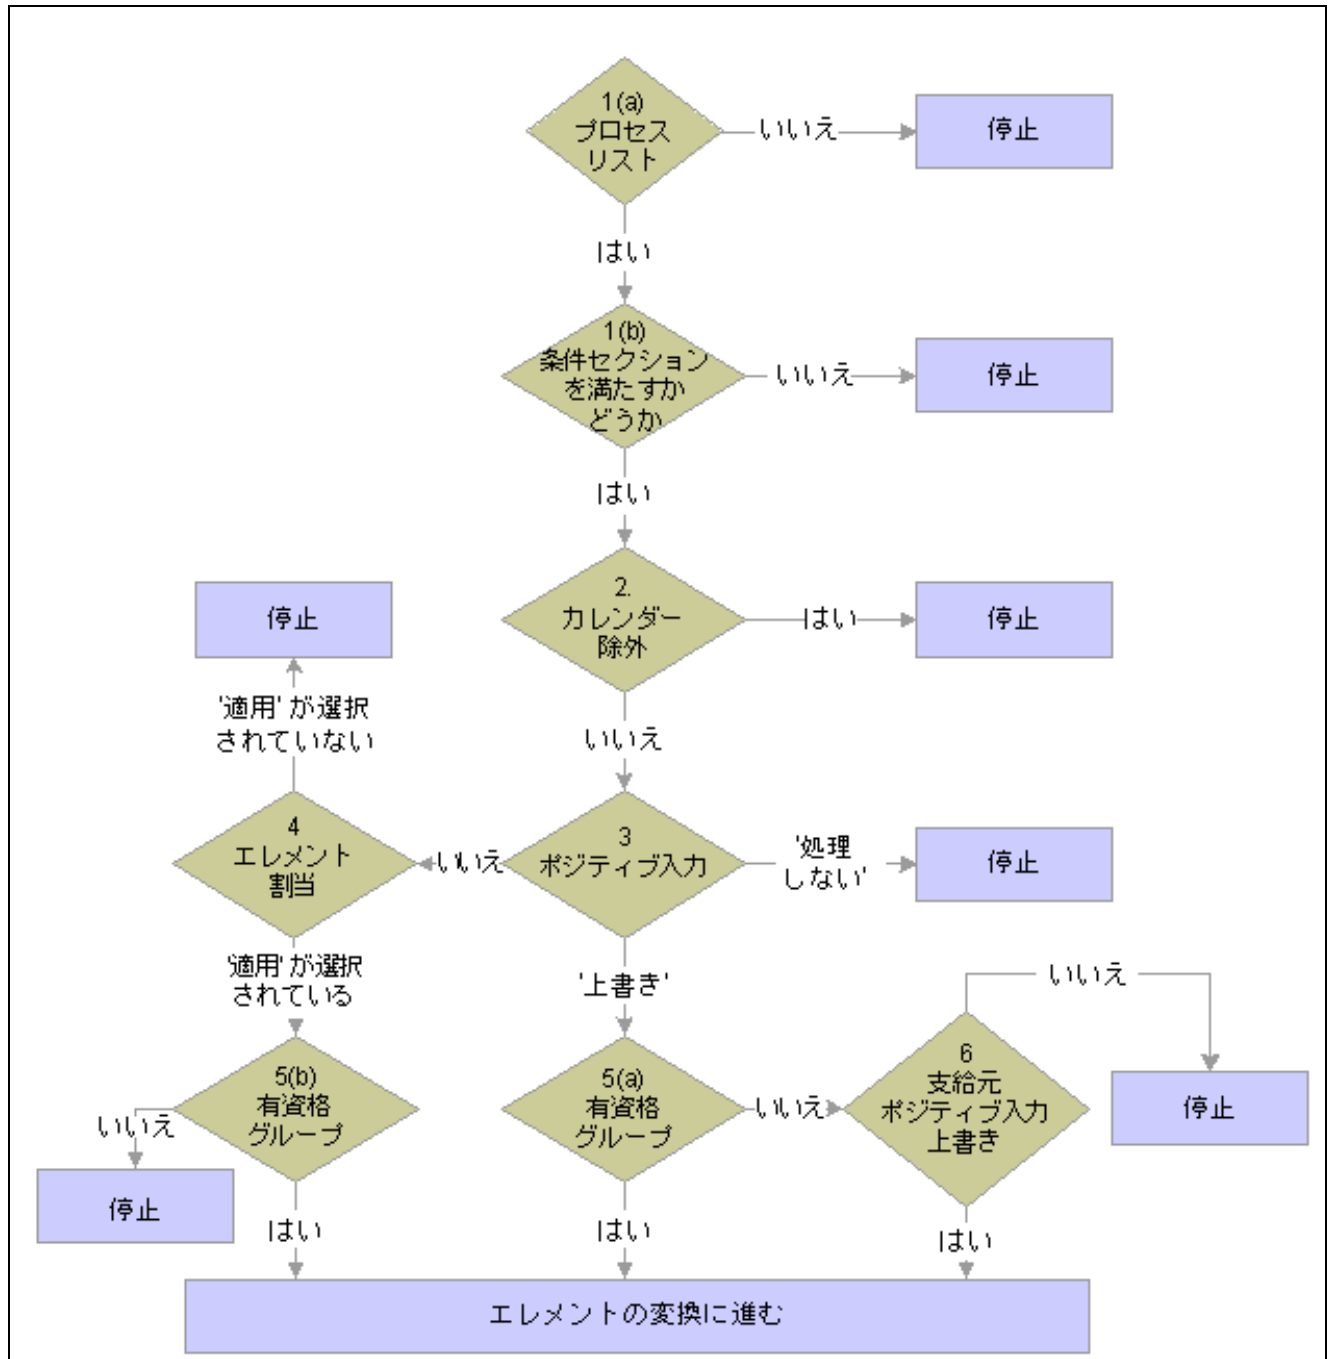 1(a)
プロセス
リスト
いいえ
停止
はい
1(b)
条件セクション
を満たすか
どうか
いいえ
停止
はい
2.
カレンダー
除外
はい
停止
停止
'適用' が選択
されていない
いいえ
4
エレメント
割当
いいえ
3
ポジティブ入力
'処理
しない'
停止
'適用' が選択
されている
'上書き'
いいえ
5(b)
有資格
グループ
いいえ
停止
はい
5(a)
有資格
グループ
いいえ
はい
6
支給元
ポジティブ入力
上書き
停止
はい
エレメントの変換に進む